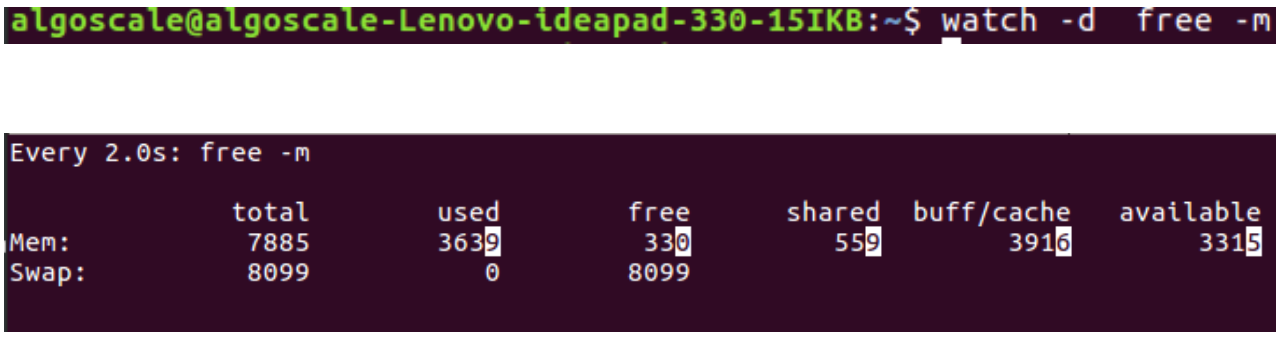 algoscale@algoscale-Lenovo-ideapad-330-15IKB:~$ watch -d  free -m
Every 2.0s: free -m
              total        used        free      shared  buff/cache   available
Mem:           7885        3639         330         559        3916        3315
Swap:          8099           0        8099